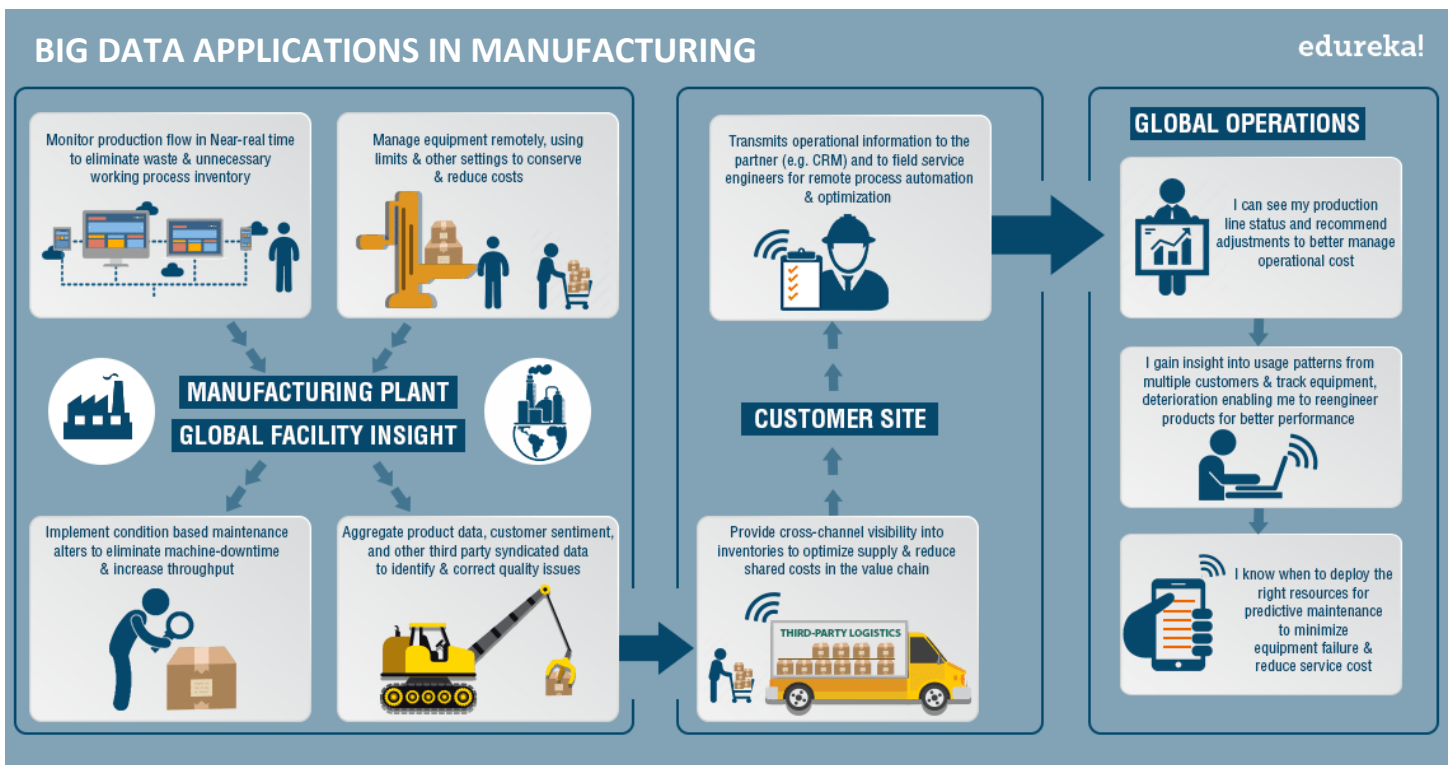 BIG DATA APPLICATIONS IN MANUFACTURING
edureka!
Monitor production flow in Near-real time
to eliminate waste & unnecessary
working process inventory
Manage equipment remotely, using
limits & other settings to conserve
& reduce costs
MANUFACTURING PLANT
GLOBAL FACILITY INSIGHT
Implement condition based maintenance
alters to eliminate machine-downtime
& increase throughput
Aggregate product data, customer sentiment,
and other third party syndicated data
to identify & correct quality issues
Transmits operational information to the
partner (e.g. CRM) and to field service
engineers for remote process automation
& optimization
CUSTOMER SITE
Provide cross-channel visibility into
inventories to optimize supply & reduce
shared costs in the value chain
THIRD-PARTY LOGISTICS
GLOBAL OPERATIONS
I can see my production
line status and recommend
adjustments to better manage
operational cost
I gain insight into usage patterns from
multiple customers & track equipment,
deterioration enabling me to reengineer
products for better performance
I know when to deploy the
right resources for
predictive maintenance
to minimize
equipment failure &
reduce service cost